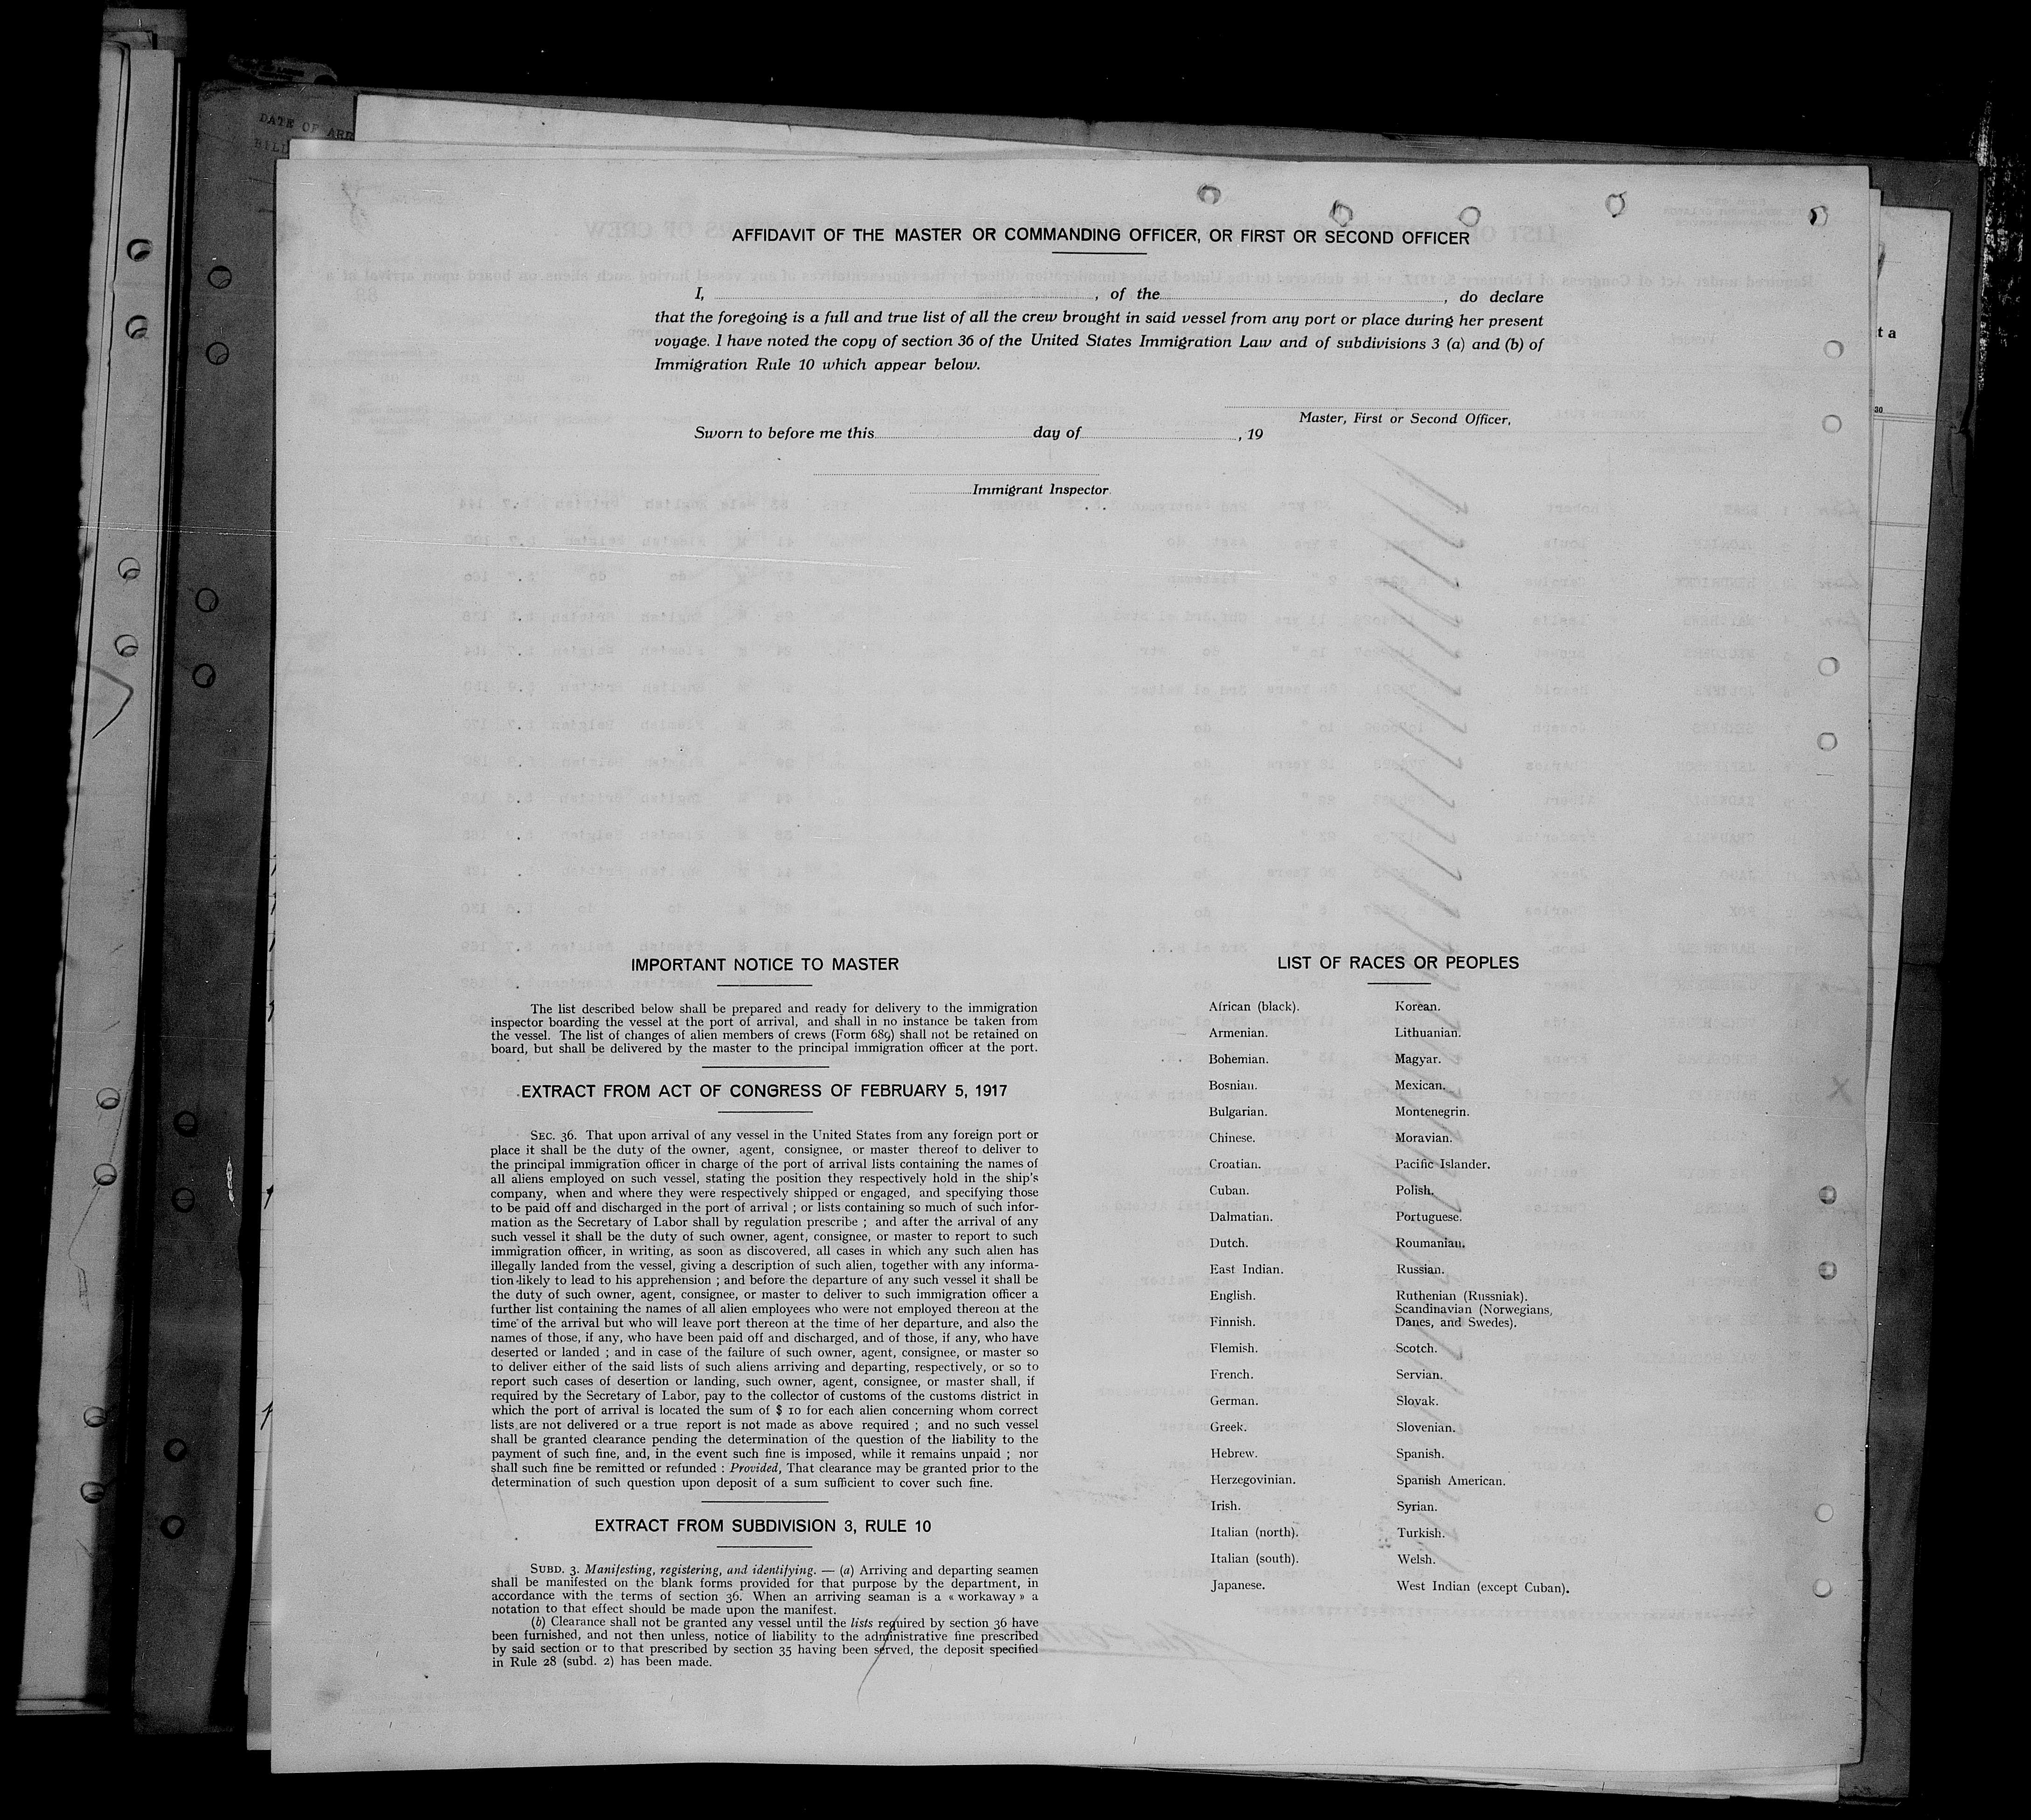 DATE OF ARR
BILL
AFFIDAVIT OF THE MASTER OR COMMANDING OFFICER, OR FIRST OR SECOND OFFICER
I, , of the , do declare
that the foregoing is a full and true list of all the crew brought in said vessel from any port or place during her present
voyage. I have noted the copy of section 36 of the United States Immigration Law and of subdivisions 3 (a) and (b) of
Immigration Rule 10 which appear below.
Master, First or Second Officer,
Sworn to before me this day of , 19
Immigrant Inspector.
t a
30
IMPORTANT NOTICE TO MASTER
The list described below shall be prepared and ready for delivery to the immigration
inspector boarding the vessel at the port of arrival, and shall in no instance be taken from
the vessel. The list of changes of alien members of crews (Form 689) shall not be retained on
board, but shall be delivered by the master to the principal immigration officer at the port.
EXTRACT FROM ACT OF CONGRESS OF FEBRUARY 5, 1917
SEC. 36. That upon arrival of any vessel in the United States from any foreign port or
place it shall be the duty of the owner, agent, consignee, or master thereof to deliver to
the principal immigration officer in charge of the port of arrival lists containing the names of
all aliens employed on such vessel, stating the position they respectively hold in the ship's
company, when and where they were respectively shipped or engaged, and specifying those
to be paid off and discharged in the port of arrival ; or lists containing so much of such infor-
mation as the Secretary of Labor shall by regulation prescribe ; and after the arrival of any
such vessel it shall be the duty of such owner, agent, consignee, or master to report to such
immigration officer, in writing, as soon as discovered, all cases in which any such alien has
illegally landed from the vessel, giving a description of such alien, together with any informa-
tion likely to lead to his apprehension ; and before the departure of any such vessel it shall be
the duty of such owner, agent, consignee, or master to deliver to such immigration officer a
further list containing the names of all alien employees who were not employed thereon at the
time of the arrival but who will leave port thereon at the time of her departure, and also the
names of those, if any, who have been paid off and discharged, and of those, if any, who have
deserted or landed ; and in case of the failure of such owner, agent, consignee, or master so
to deliver either of the said lists of such aliens arriving and departing, respectively, or so to
report such cases of desertion or landing, such owner, agent, consignee, or master shall, if
required by the Secretary of Labor, pay to the collector of customs of the customs district in
which the port of arrival is located the sum of $ 10 for each alien concerning whom correct
lists are not delivered or a true report is not made as above required ; and no such vessel
shall be granted clearance pending the determination of the question of the liability to the
payment of such fine, and, in the event such fine is imposed, while it remains unpaid ; nor
shall such fine be remitted or refunded : Provided, That clearance may be granted prior to the
determination of such question upon deposit of a sum sufficient to cover such fine.
EXTRACT FROM SUBDIVISION 3, RULE 10
SUBD. 3. Manifesting, registering, and identifying. — (a) Arriving and departing seamen
shall be manifested on the blank forms provided for that purpose by the department, in
accordance with the terms of section 36. When an arriving seaman is a « workaway » a
notation to that effect should be made upon the manifest.
(b) Clearance shall not be granted any vessel until the lists required by section 36 have
been furnished, and not then unless, notice of liability to the administrative fine prescribed
by said section or to that prescribed by section 35 having been served, the deposit specified
in Rule 28 (subd. 2) has been made.
LIST OF RACES OR PEOPLES
African (black).
Armenian.
Bohemian.
Bosnian.
Bulgarian.
Chinese.
Croatian.
Cuban.
Dalmatian.
Dutch.
East Indian.
English.
Finnish.
Flemish.
French.
German.
Greek.
Hebrew.
Herzegovinian.
Irish.
Italian (north).
Italian (south).
Japanese.
Korean.
Lithuanian.
Magyar.
Mexican.
Montenegrin.
Moravian.
Pacific Islander.
Polish.
Portuguese.
Roumanian.
Russian.
Ruthenian (Russniak).
Scandinavian (Norwegians,
Danes, and Swedes).
Scotch.
Servian.
Slovak.
Slovenian.
Spanish.
Spanish American.
Syrian.
Turkish.
Welsh.
West Indian (except Cuban).